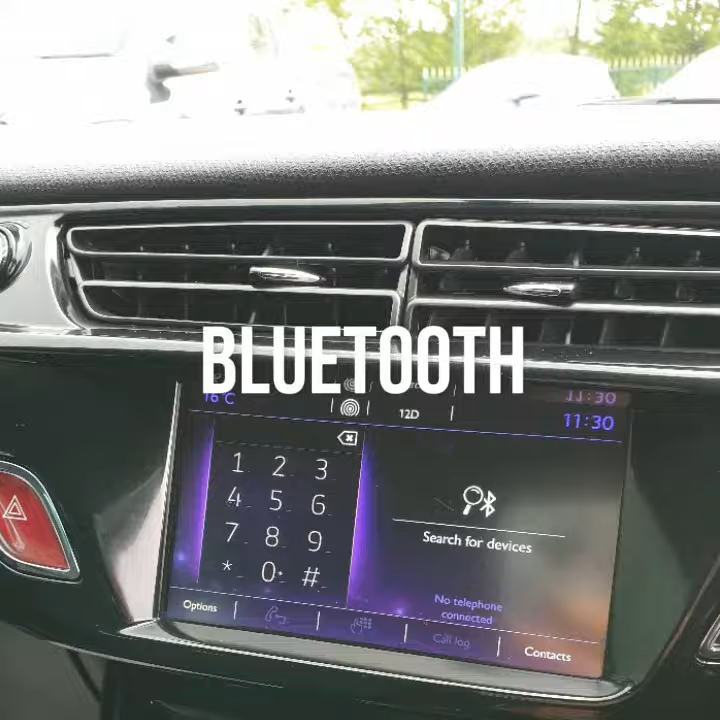 BLUETOOTH
16°C
11:30
12D
11:30
1 2 3
4 5 6
7 8 9
* 0+ #
Search for devices
No telephone
connected
Options
Call log
Contacts